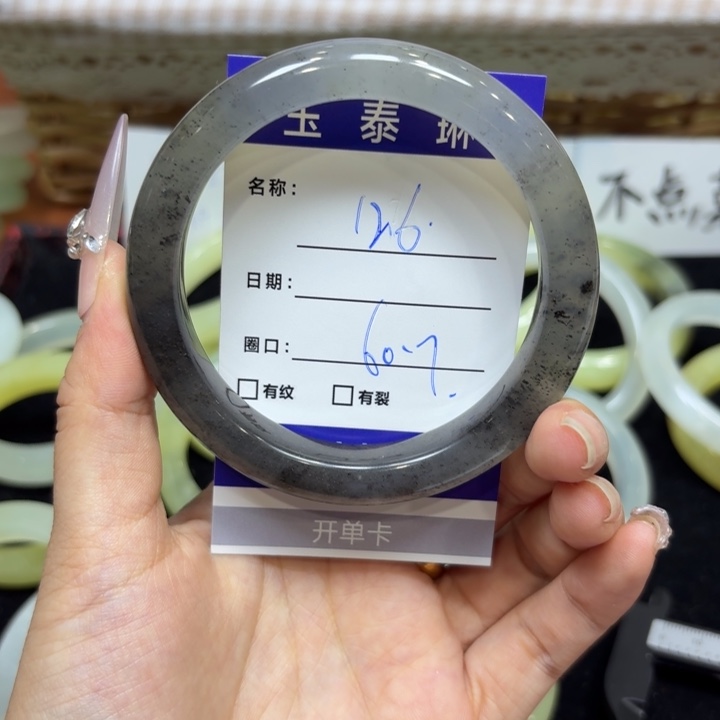 玉泰琳
名称： 126.
日期：
圈口： 60.7.
□有纹 □有裂
开单卡
不点